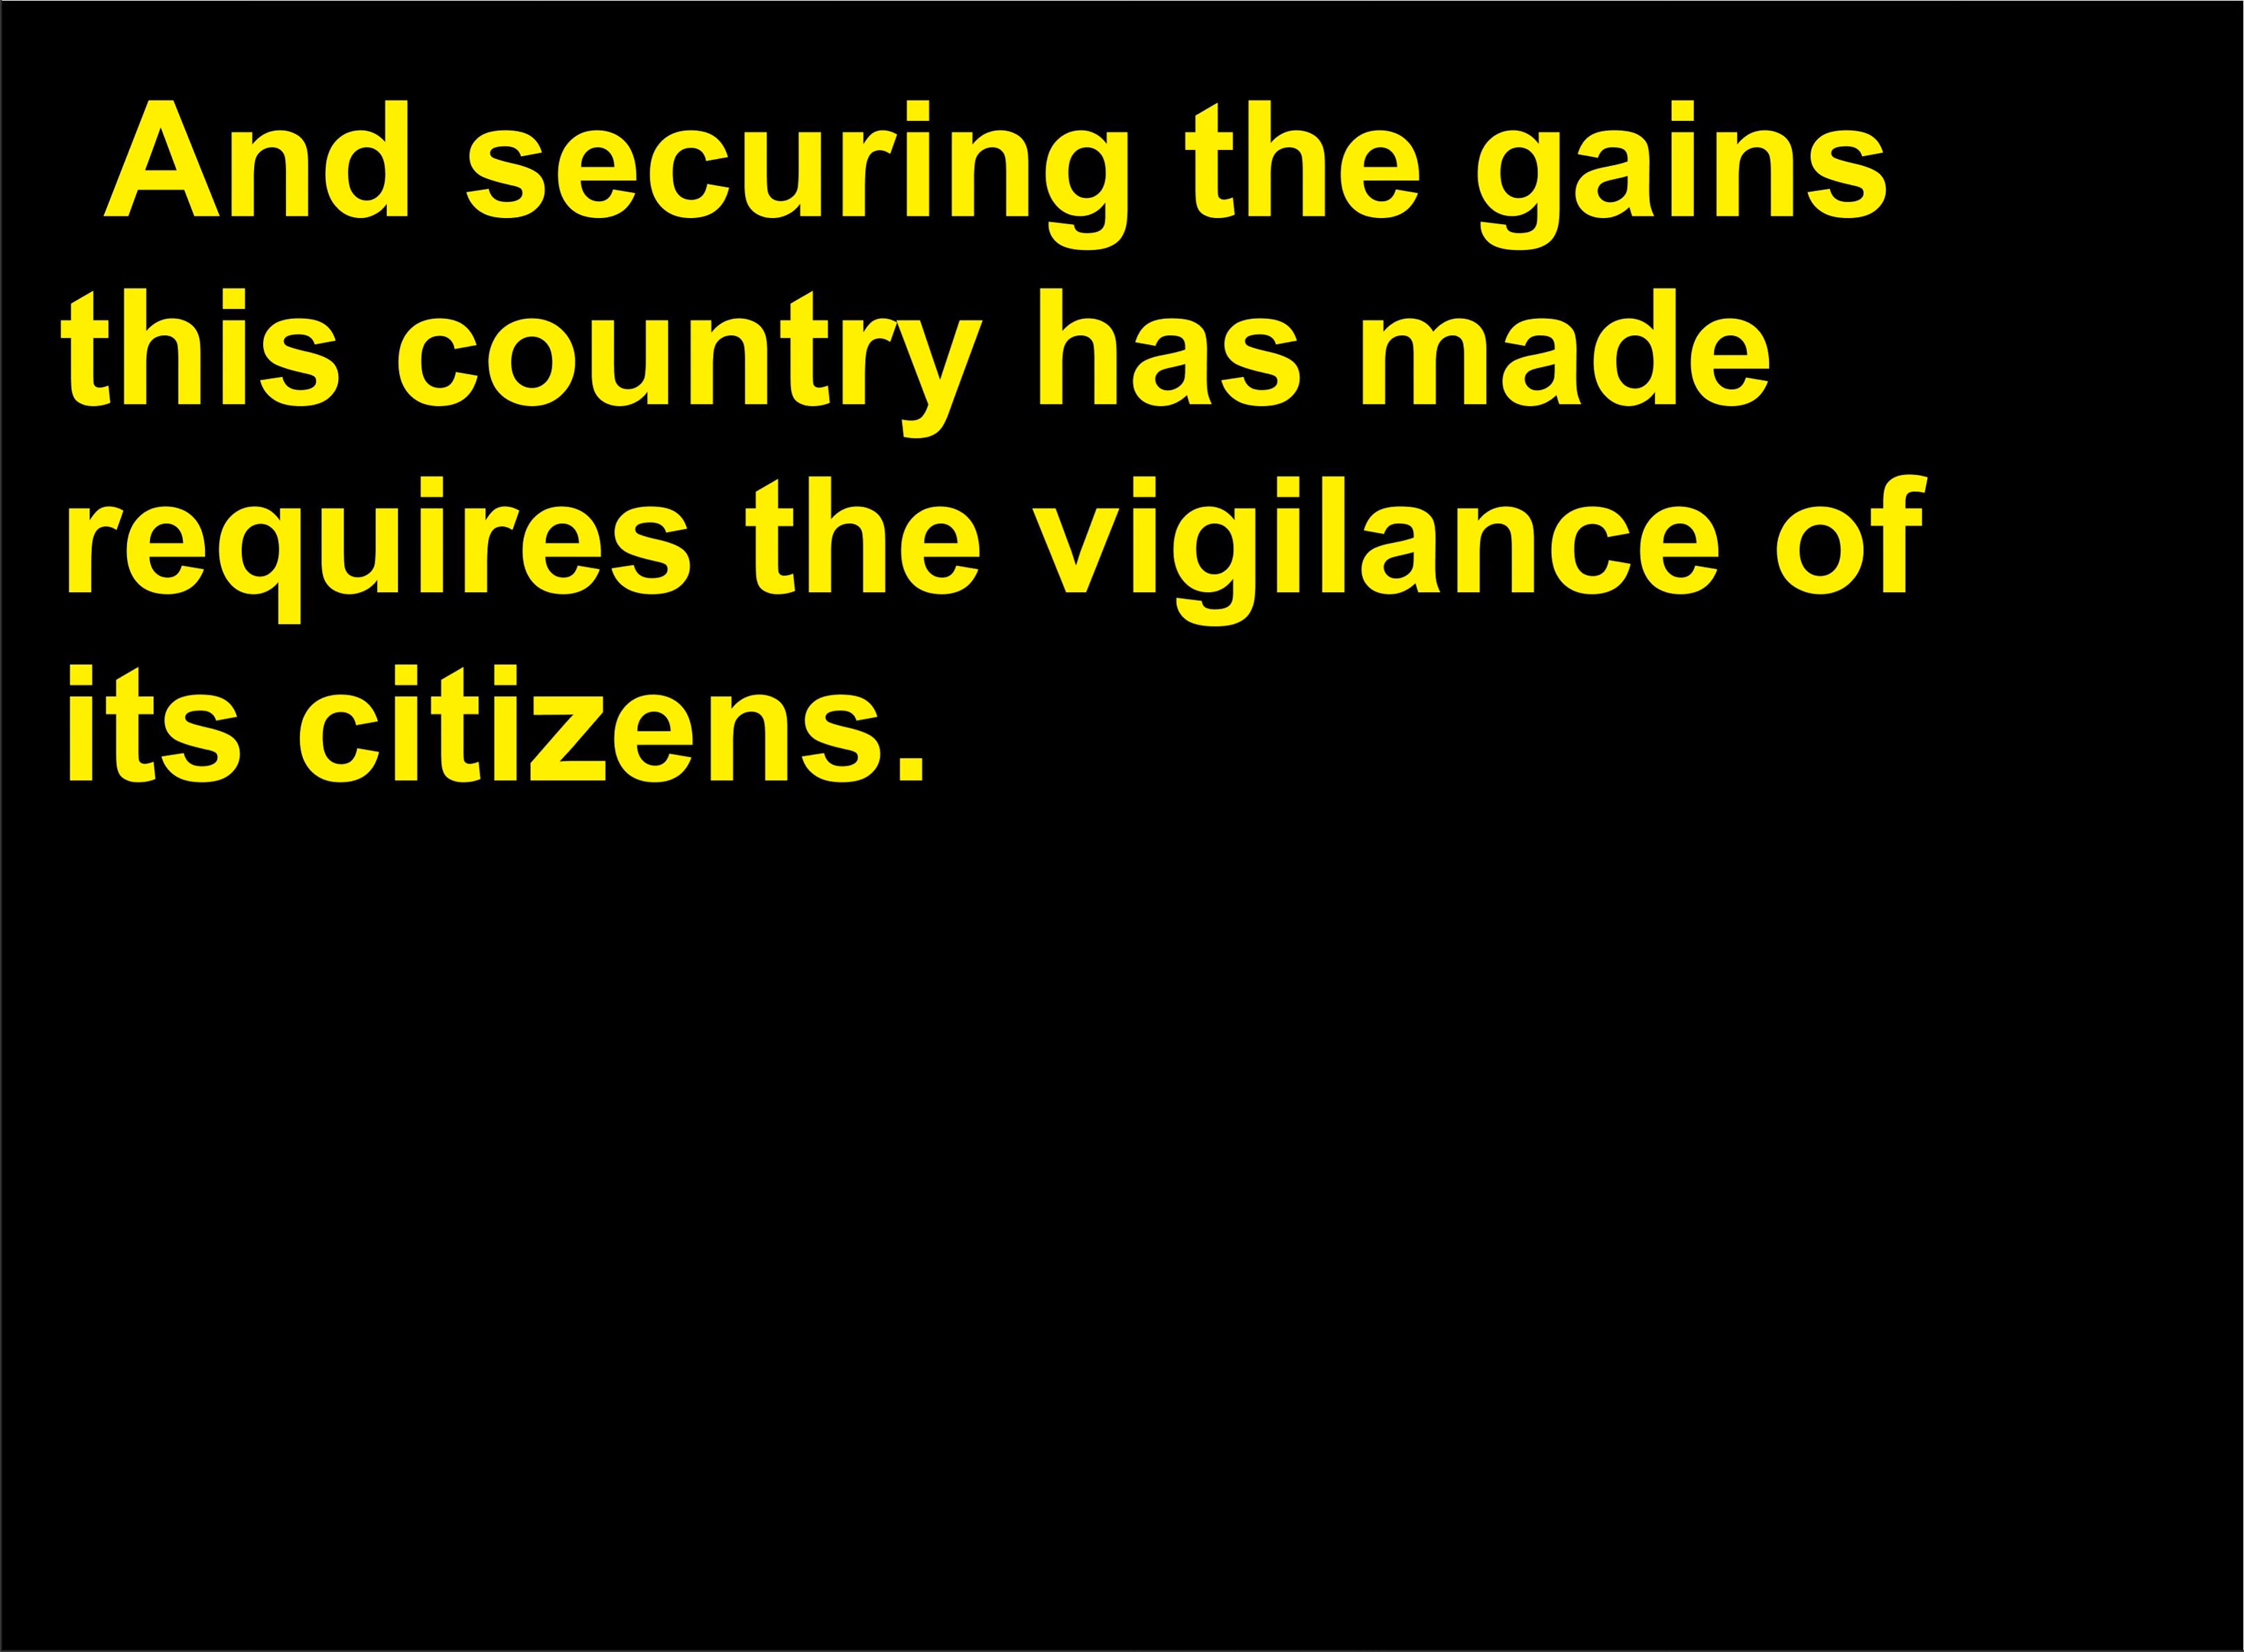 And securing the gains
this country has made
requires the vigilance of
its citizens.